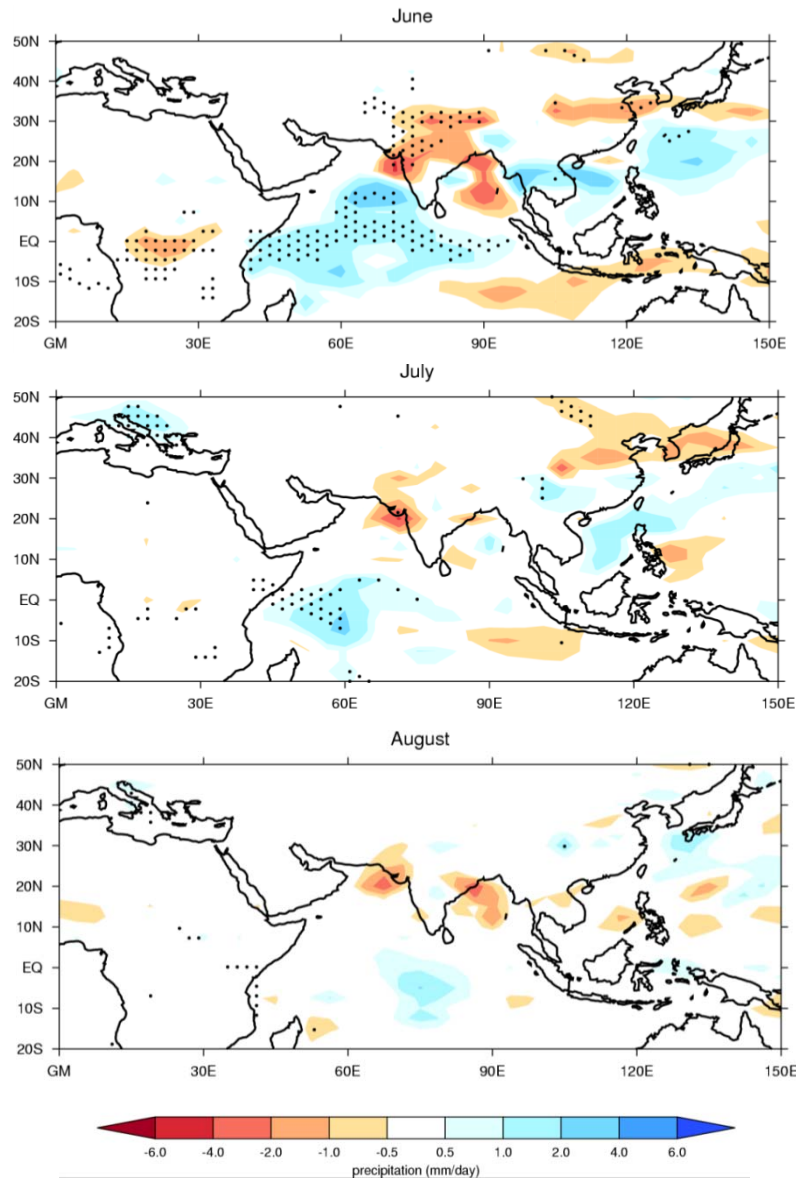 June
50N
40N
30N
20N
10N
EQ
10S
20S
GM 30E 60E 90E 120E 150E
July
50N
40N
30N
20N
10N
EQ
10S
20S
GM 30E 60E 90E 120E 150E
August
50N
40N
30N
20N
10N
EQ
10S
20S
GM 30E 60E 90E 120E 150E
-6.0 -4.0 -2.0 -1.0 -0.5 0.5 1.0 2.0 4.0 6.0
precipitation (mm/day)